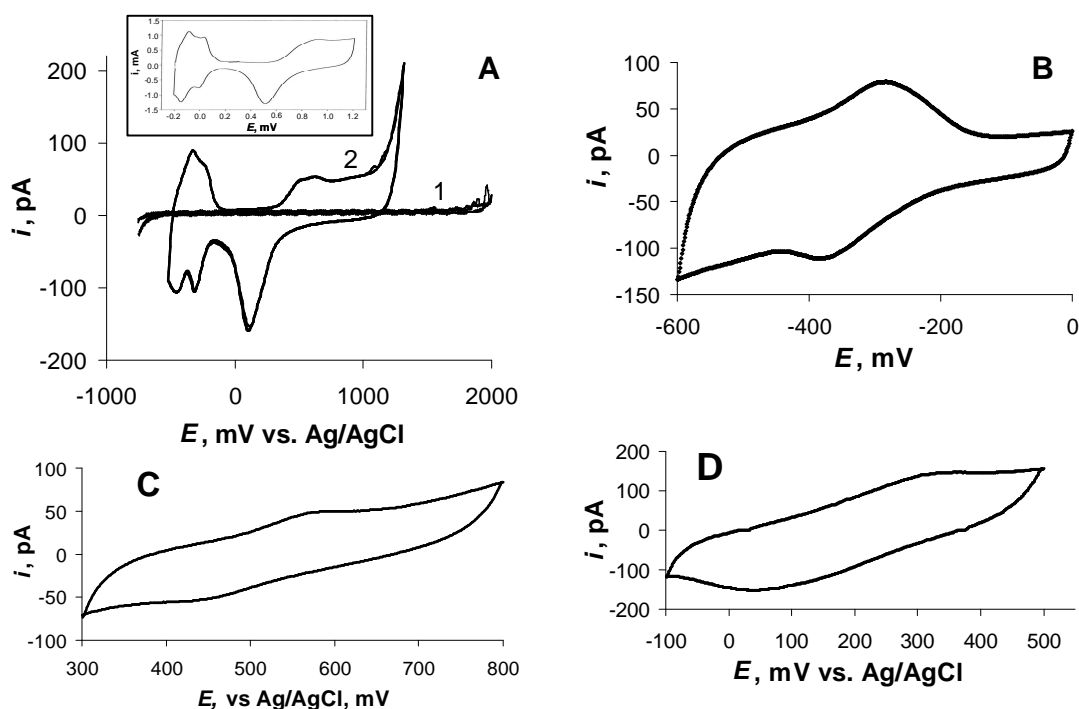 A
i, mA
1.5
1.0
0.5
0.0
-0.5
-1.0
-1.5
-0.2 0.0 0.2 0.4 0.6 0.8 1.0 1.2
E, mV
i, pA
200
100
0
-100
-200
2
1
-1000 0 1000 2000
E, mV vs. Ag/AgCl
B
i, pA
100
50
0
-50
-100
-150
-600 -400 -200 0
E, mV
C
i, pA
100
50
0
-50
-100
300 400 500 600 700 800
E, vs Ag/AgCl, mV
D
i, pA
200
100
0
-100
-200
-100 0 100 200 300 400 500
E, mV vs. Ag/AgCl